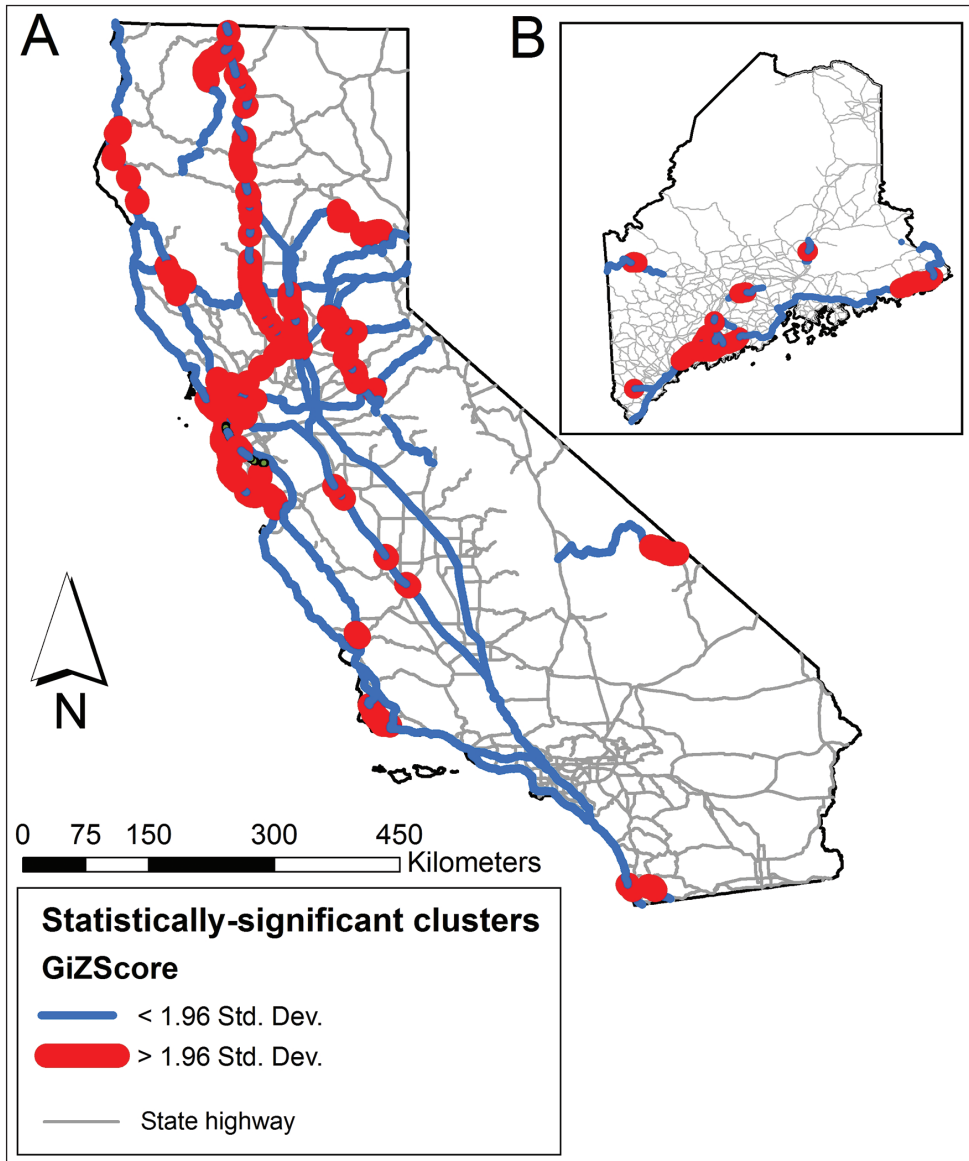 A
B
N
0 75 150 300 450
Kilometers
Statistically-significant clusters
GiZScore
< 1.96 Std. Dev.
> 1.96 Std. Dev.
State highway